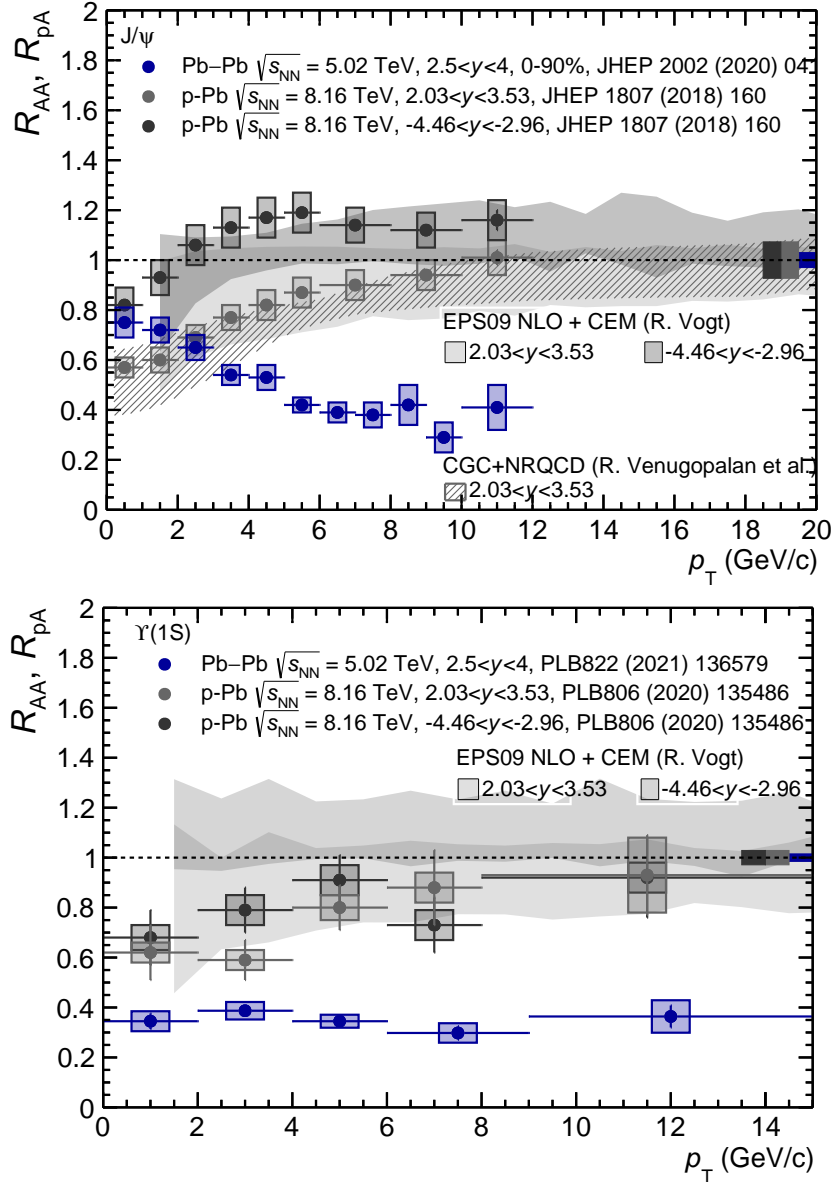 J/ψ
Pb−Pb √sNN = 5.02 TeV, 2.5<y<4, 0-90%, JHEP 2002 (2020) 04
p-Pb √sNN = 8.16 TeV, 2.03<y<3.53, JHEP 1807 (2018) 160
p-Pb √sNN = 8.16 TeV, -4.46<y<-2.96, JHEP 1807 (2018) 160
RAA, RpA
2
1.8
1.6
1.4
1.2
1
0.8
0.6
0.4
0.2
0
EPS09 NLO + CEM (R. Vogt)
2.03<y<3.53 -4.46<y<-2.96
CGC+NRQCD (R. Venugopalan et al.)
2.03<y<3.53
0 2 4 6 8 10 12 14 16 18 20
pT (GeV/c)
ϒ(1S)
Pb−Pb √sNN = 5.02 TeV, 2.5<y<4, PLB822 (2021) 136579
p-Pb √sNN = 8.16 TeV, 2.03<y<3.53, PLB806 (2020) 135486
p-Pb √sNN = 8.16 TeV, -4.46<y<-2.96, PLB806 (2020) 135486
RAA, RpA
2
1.8
1.6
1.4
1.2
1
0.8
0.6
0.4
0.2
0
EPS09 NLO + CEM (R. Vogt)
2.03<y<3.53 -4.46<y<-2.96
0 2 4 6 8 10 12 14
pT (GeV/c)